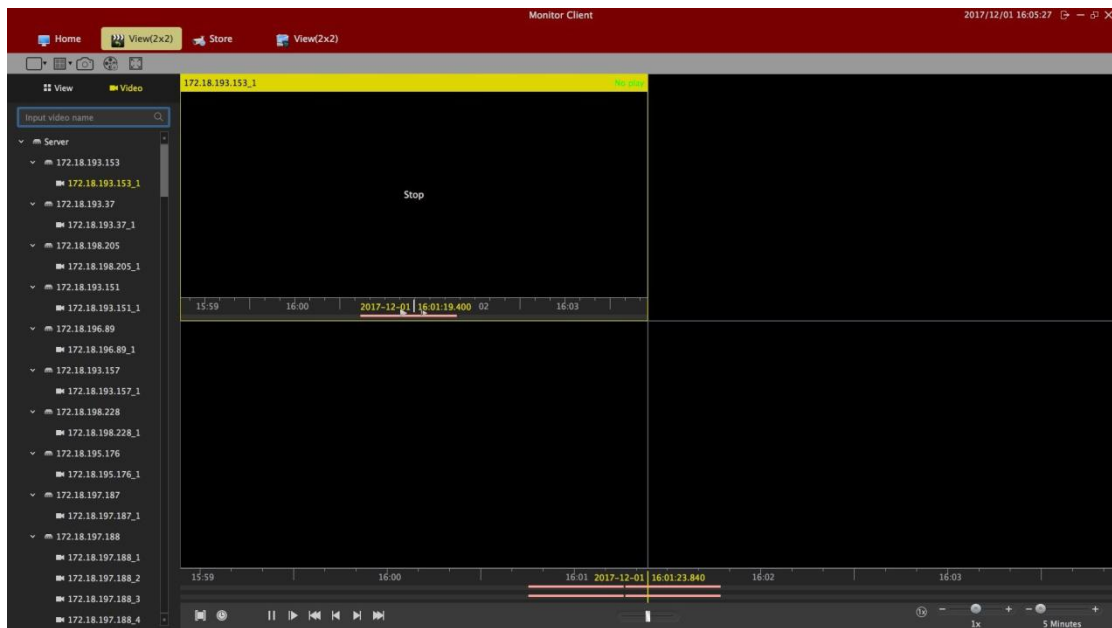 Monitor Client
2017/12/01 16:05:27
Home View(2x2) Store View(2x2)
View Video
172.18.193.153_1 No play
Input video name
Server
172.18.193.153
172.18.193.153_1
Stop
172.18.193.37
172.18.193.37_1
172.18.198.205
172.18.198.205_1
172.18.193.151
172.18.193.151_1
15:59 16:00 2017-12-01 16:01:19.400 02 16:03
172.18.196.89
172.18.196.89_1
172.18.193.157
172.18.193.157_1
172.18.198.228
172.18.198.228_1
172.18.195.176
172.18.195.176_1
172.18.197.187
172.18.197.187_1
172.18.197.188
172.18.197.188_1
172.18.197.188_2
172.18.197.188_3
172.18.197.188_4
15:59 16:00 16:01 2017-12-01 16:01:23.840 16:02 16:03
1x
1x 5 Minutes